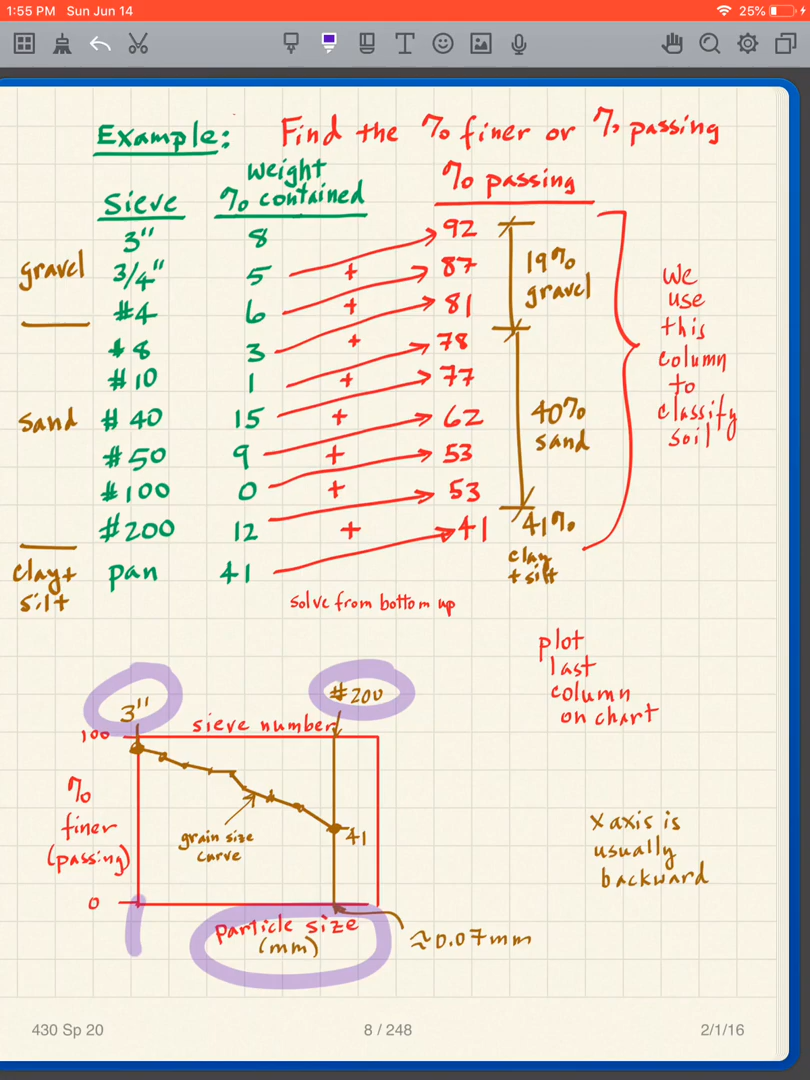 1:55 PM Sun Jun 14
25%
Example: Find the % finer or % passing
Sieve
weight
% contained
% passing
3" 8 92
gravel
3/4" 5 + 87
#4 6 + 81
#8 3 + 78
#10 1 + 77
sand
#40 15 + 62
#50 9 + 53
#100 0 + 53
#200 12 + 41
clay+
silt
pan 41
solve from bottom up
19%
gravel
40%
sand
41%
clay
+ silt
we
use
this
column
to
classify
soil
plot
last
column
on chart
3"
#200
sieve number
100
%
finer
(passing)
0
grain size
curve
41
particle size
(mm)
≈0.07mm
x axis is
usually
backward
430 Sp 20
8 / 248
2/1/16